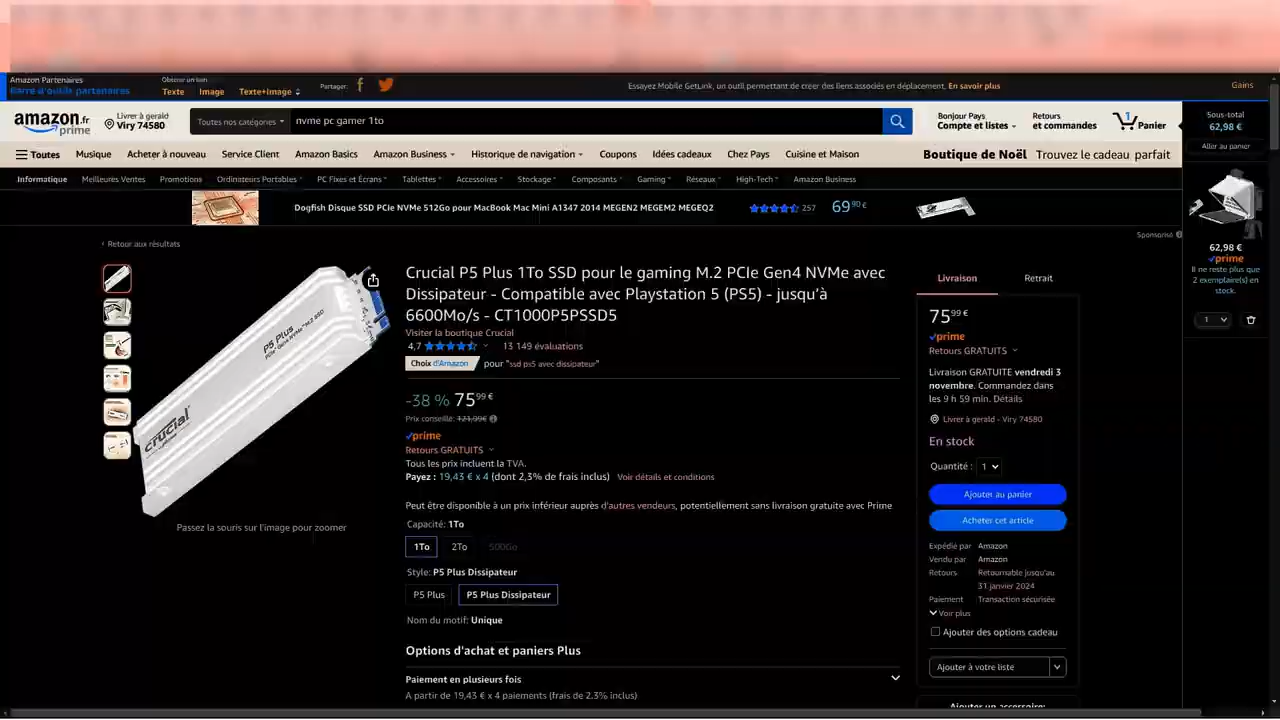 Amazon Partenaires
Barre d'outils partenaires
Obtenir un lien
Texte Image Texte+Image
Partager:
Essayez Mobile GetLink, un outil permettant de créer des liens associés en déplacement. En savoir plus
Gains
amazon.fr
prime
Livrer à gerald
Viry 74580
Toutes nos catégories
nvme pc gamer 1to
Bonjour Pays
Compte et listes
Retours
et commandes
1
Panier
Sous-total
62,98 €
Aller au panier
Toutes Musique Acheter à nouveau Service Client Amazon Basics Amazon Business Historique de navigation Coupons Idées cadeaux Chez Pays Cuisine et Maison
Boutique de Noël Trouvez le cadeau parfait
Informatique Meilleures Ventes Promotions Ordinateurs Portables PC Fixes et Écrans Tablettes Accessoires Stockage Composants Gaming Réseaux High-Tech Amazon Business
Dogfish Disque SSD PCIe NVMe 512Go pour MacBook Mac Mini A1347 2014 MEGEN2 MEGEM2 MEGEQ2
257
69,90 €
Sponsorisé
62,98 €
prime
Il ne reste plus que
2 exemplaire(s) en
stock.
1
‹ Retour aux résultats
P5 Plus
PCIe Gen4 NVMe M.2 SSD
crucial
Passez la souris sur l'image pour zoomer
Crucial P5 Plus 1To SSD pour le gaming M.2 PCIe Gen4 NVMe avec
Dissipateur - Compatible avec Playstation 5 (PS5) - jusqu’à
6600Mo/s - CT1000P5PSSD5
Visiter la boutique Crucial
4,7
13 149 évaluations
Choix d'Amazon pour "ssd ps5 avec dissipateur"
-38 % 75,99 €
Prix conseillé: 121,99€
prime
Retours GRATUITS
Tous les prix incluent la TVA.
Payez : 19,43 € x 4 (dont 2,3% de frais inclus) Voir détails et conditions
Peut être disponible à un prix inférieur auprès d'autres vendeurs, potentiellement sans livraison gratuite avec Prime
Capacité: 1To
1To 2To 500Go
Style: P5 Plus Dissipateur
P5 Plus P5 Plus Dissipateur
Nom du motif: Unique
Options d'achat et paniers Plus
Paiement en plusieurs fois
A partir de 19,43 € x 4 paiements (frais de 2,3% inclus)
Livraison Retrait
75,99 €
prime
Retours GRATUITS
Livraison GRATUITE vendredi 3
novembre. Commandez dans
les 9 h 59 mins. Détails
Livrer à gerald - Viry 74580
En stock
Quantité : 1
Ajouter au panier
Acheter cet article
Expédié par Amazon
Vendu par Amazon
Retours Retournable jusqu'au
31 janvier 2024
Paiement Transaction sécurisée
Voir plus
Ajouter des options cadeau
Ajouter à votre liste
Ajouter un accessoire: